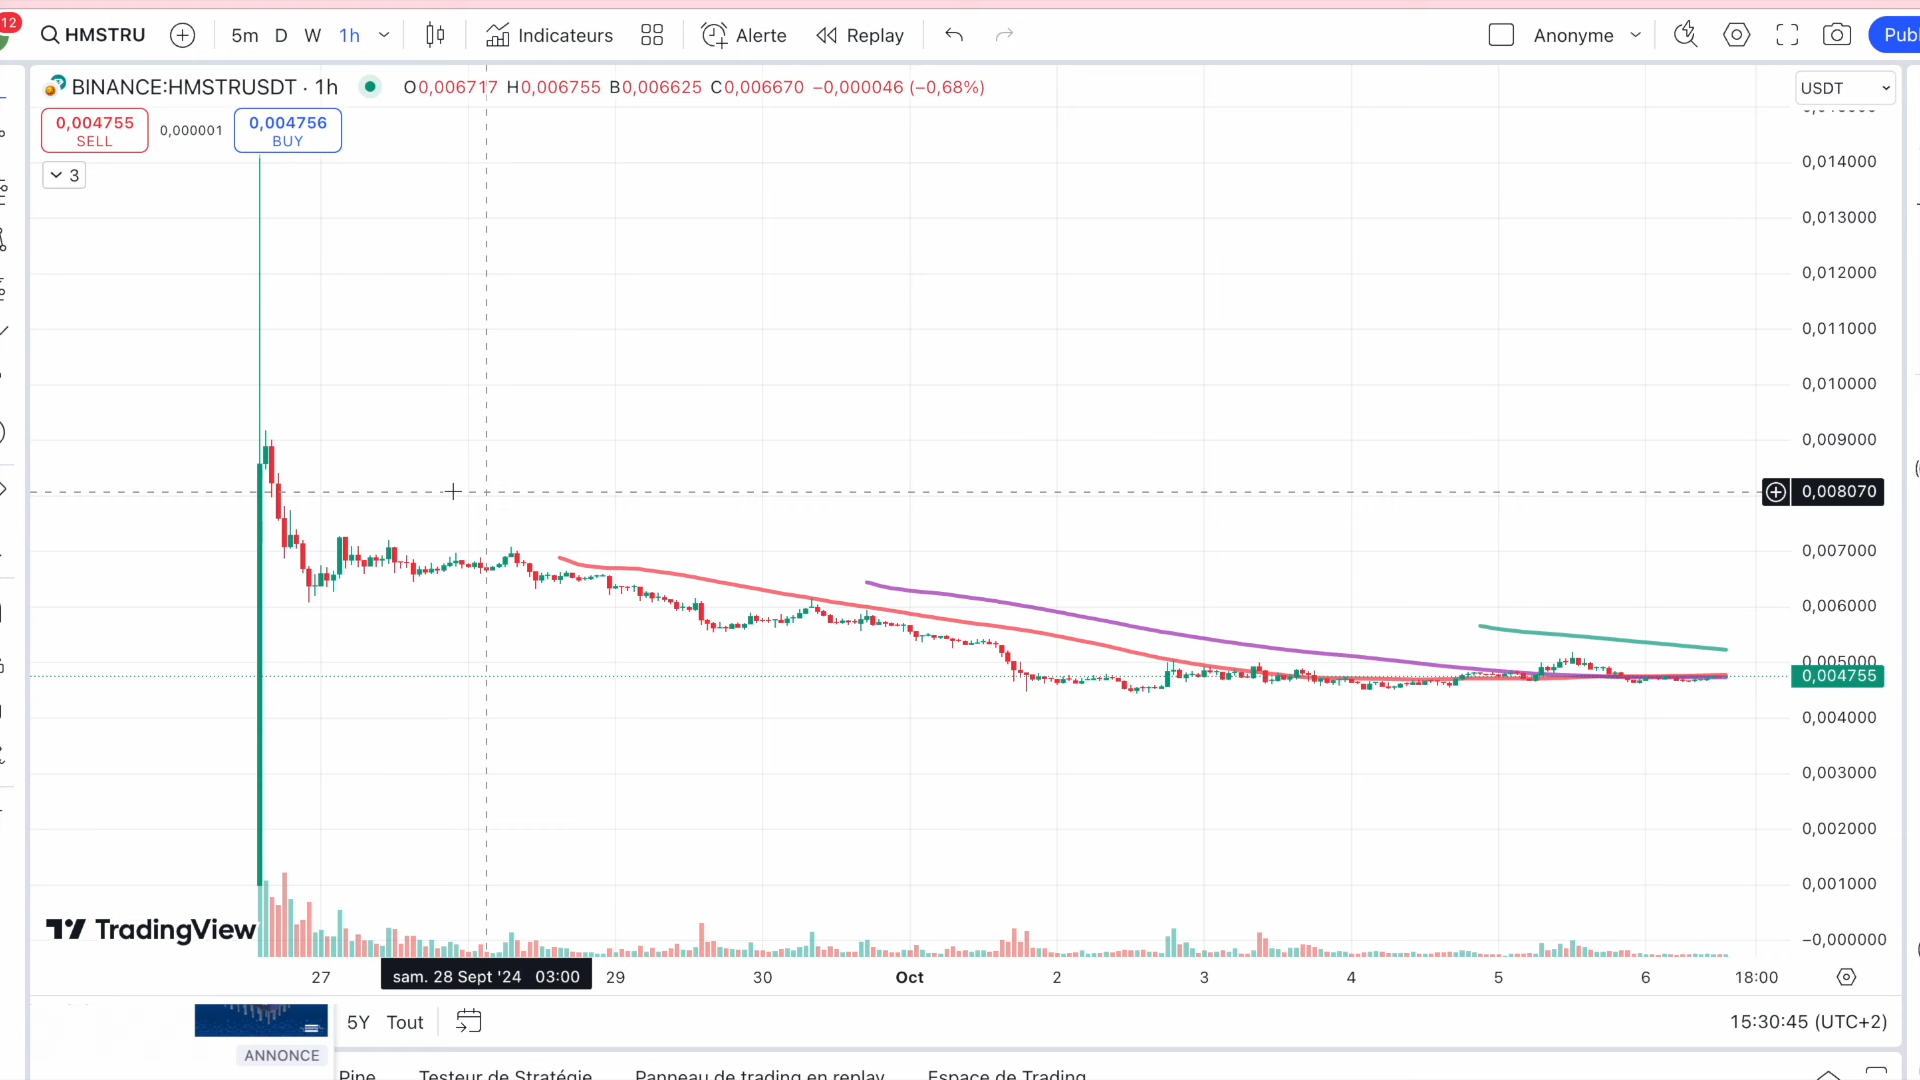 12
HMSTRU
5m D W 1h
Indicateurs
Alerte
Replay
Anonyme
Publ
BINANCE:HMSTRUSDT · 1h
O0,006717 H0,006755 B0,006625 C0,006670 −0,000046 (−0,68%)
USDT
0,004755
SELL
0,000001
0,004756
BUY
3
0,014000
0,013000
0,012000
0,011000
0,010000
0,009000
0,008070
0,007000
0,006000
0,005000
0,004755
0,004000
0,003000
0,002000
0,001000
−0,000000
TradingView
27 sam. 28 Sept '24 03:00 29 30 Oct 2 3 4 5 6 18:00
5Y Tout
15:30:45 (UTC+2)
ANNONCE
Pine Testeur de Stratégie Panneau de trading en replay Espace de Trading